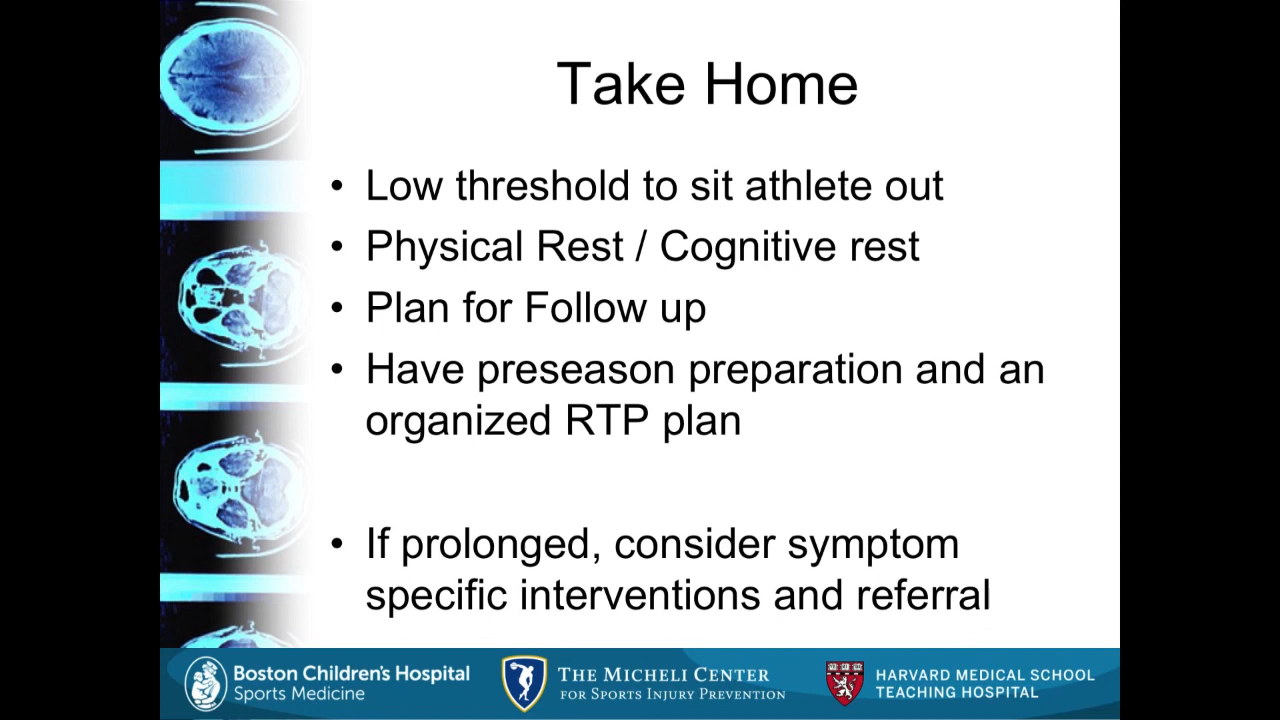 Take Home
• Low threshold to sit athlete out
• Physical Rest / Cognitive rest
• Plan for Follow up
• Have preseason preparation and an
organized RTP plan
• If prolonged, consider symptom
specific interventions and referral
Boston Children's Hospital
Sports Medicine
THE MICHELI CENTER
FOR SPORTS INJURY PREVENTION
HARVARD MEDICAL SCHOOL
TEACHING HOSPITAL